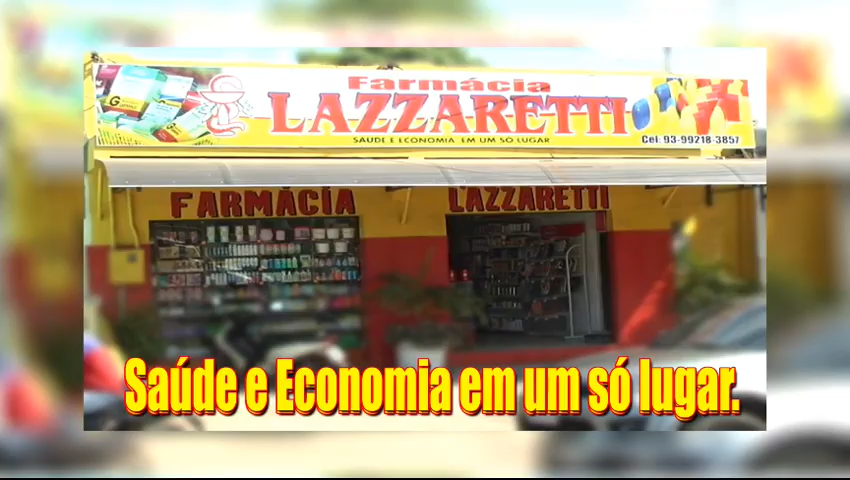 Farmácia
LAZZARETTI
SAÚDE E ECONOMIA EM UM SÓ LUGAR
Cel: 93-99218-3857
FARMÁCIA LAZZARETTI
G
Saúde e Economia em um só lugar.